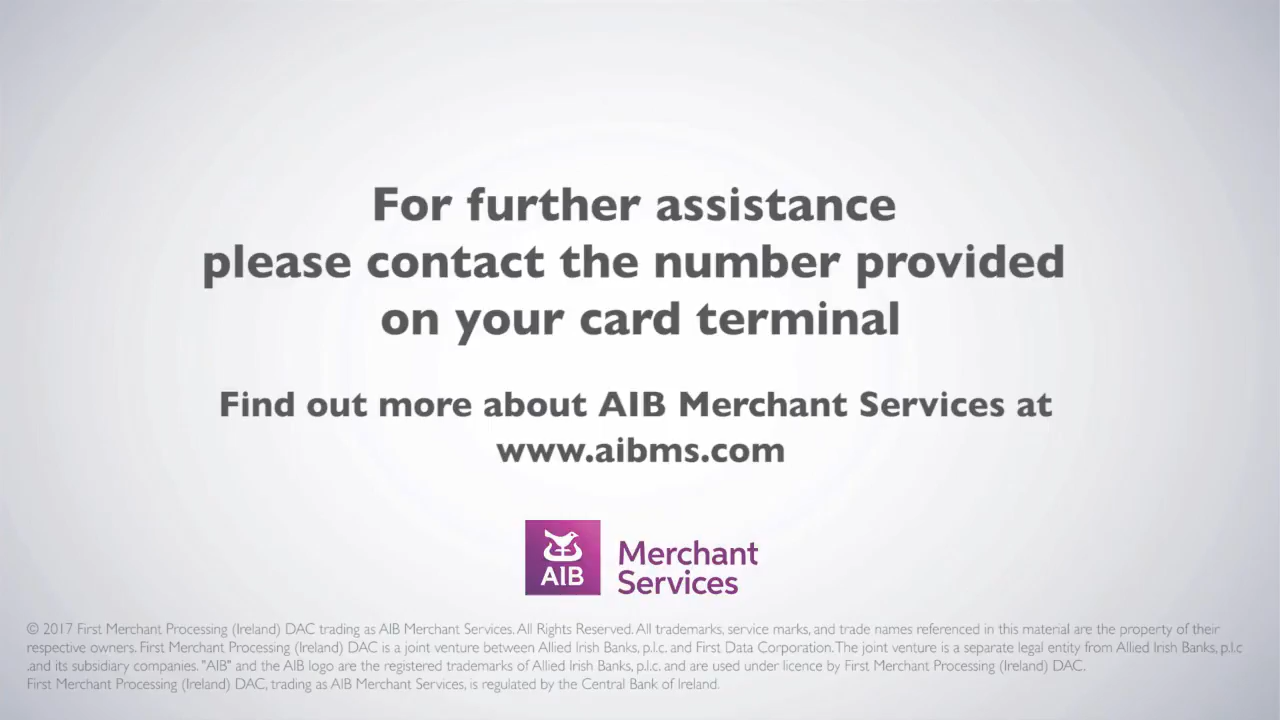 For further assistance
please contact the number provided
on your card terminal
Find out more about AIB Merchant Services at
www.aibms.com
AIB
Merchant
Services
© 2017 First Merchant Processing (Ireland) DAC trading as AIB Merchant Services. All Rights Reserved. All trademarks, service marks, and trade names referenced in this material are the property of their
respective owners. First Merchant Processing (Ireland) DAC is a joint venture between Allied Irish Banks, p.l.c. and First Data Corporation. The joint venture is a separate legal entity from Allied Irish Banks, p.l.c
.and its subsidiary companies. "AIB" and the AIB logo are the registered trademarks of Allied Irish Banks, p.l.c. and are used under licence by First Merchant Processing (Ireland) DAC.
First Merchant Processing (Ireland) DAC, trading as AIB Merchant Services, is regulated by the Central Bank of Ireland.